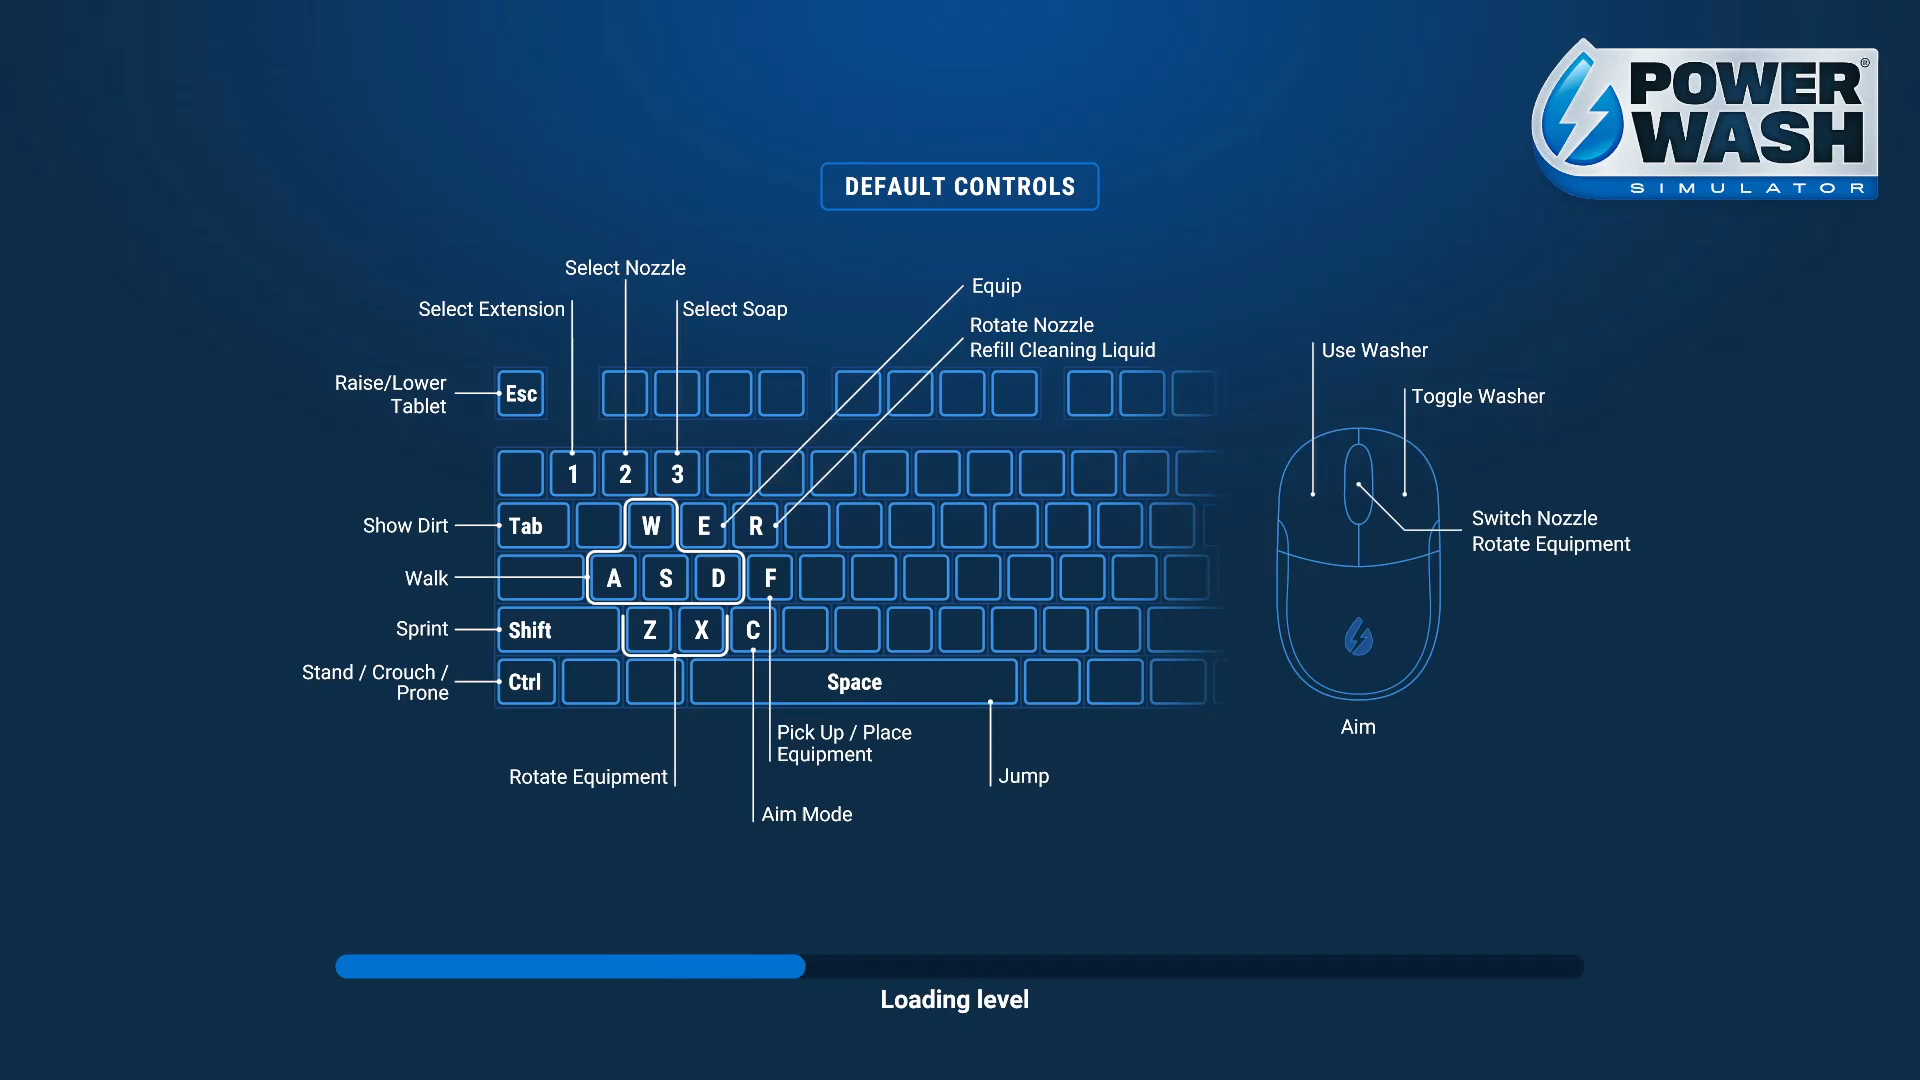 POWER®
WASH
SIMULATOR
DEFAULT CONTROLS
Select Nozzle
Select Extension
Select Soap
Equip
Rotate Nozzle
Refill Cleaning Liquid
Use Washer
Toggle Washer
Raise/Lower
Tablet
Esc
1 2 3
Show Dirt
Tab W E R
Switch Nozzle
Rotate Equipment
Walk
A S D F
Sprint
Shift Z X C
Stand / Crouch /
Prone
Ctrl Space
Aim
Pick Up / Place
Equipment
Rotate Equipment
Jump
Aim Mode
Loading level